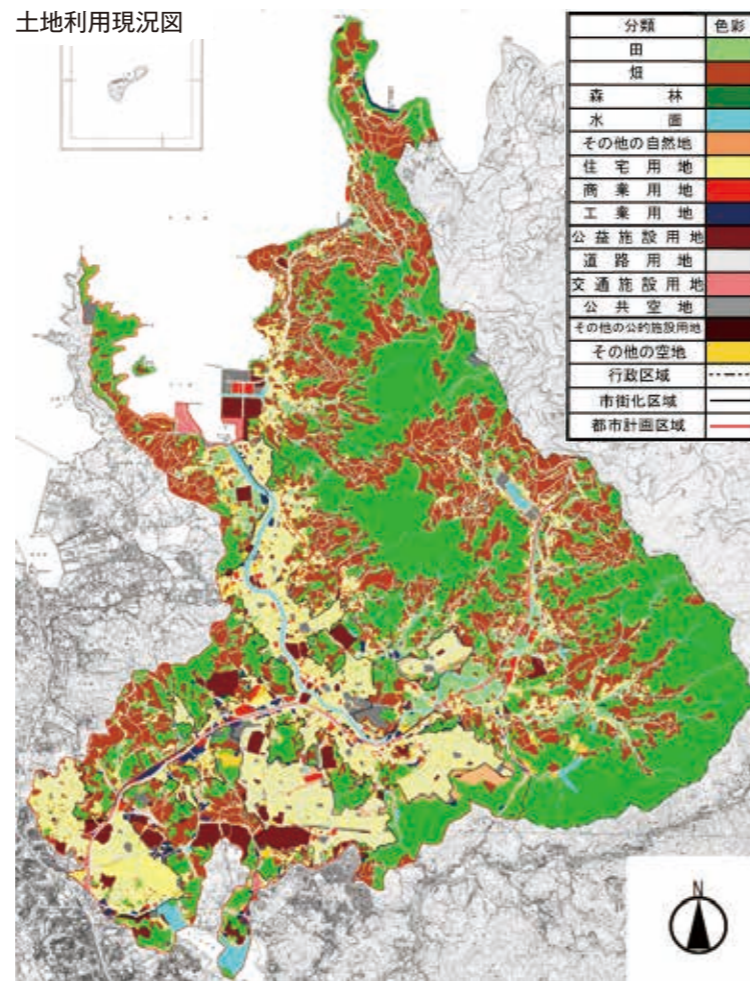 土地利用現況図
分類 色彩
田
畑
森林
水面
その他の自然地
住宅用地
商業用地
工業用地
公益施設用地
道路用地
交通施設用地
公共空地
その他の公的施設用地
その他の空地
行政区域
市街化区域
都市計画区域
N